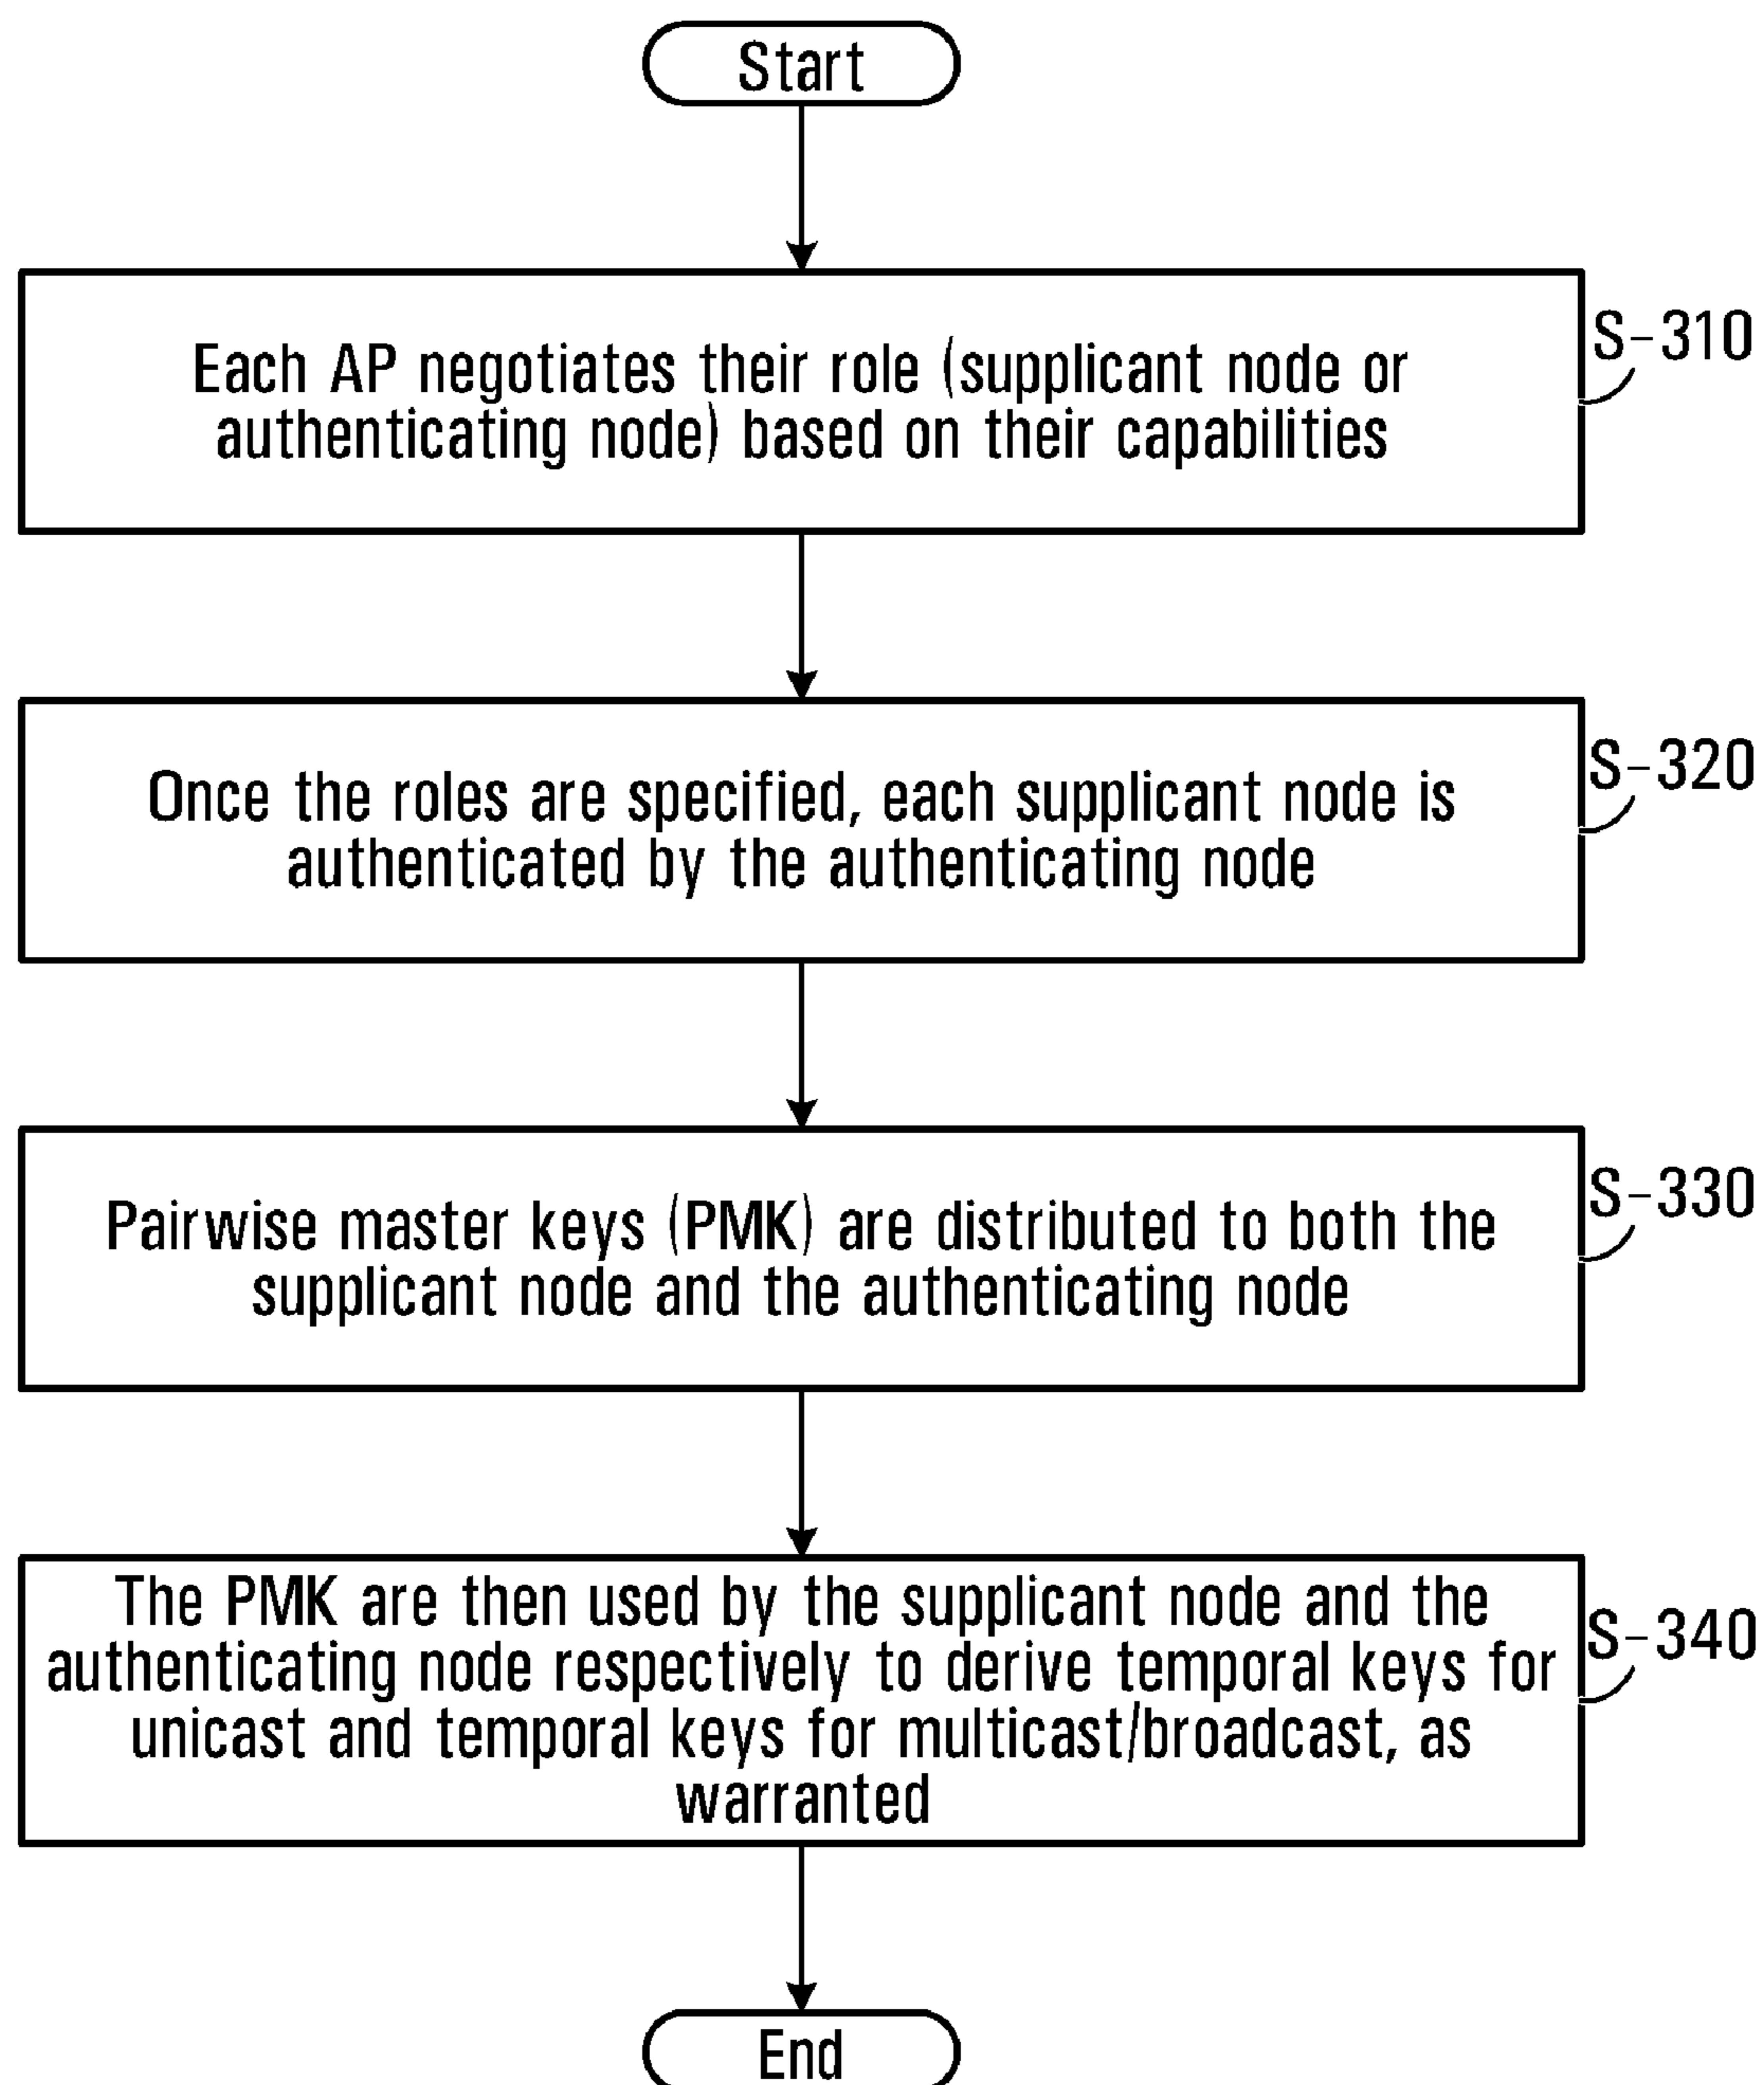 Start
Each AP negotiates their role (supplicant node or
authenticating node) based on their capabilities
S-310
Once the roles are specified, each supplicant node is
authenticated by the authenticating node
S-320
Pairwise master keys (PMK) are distributed to both the
supplicant node and the authenticating node
S-330
The PMK are then used by the supplicant node and the
authenticating node respectively to derive temporal keys for
unicast and temporal keys for multicast/broadcast, as
warranted
S-340
End